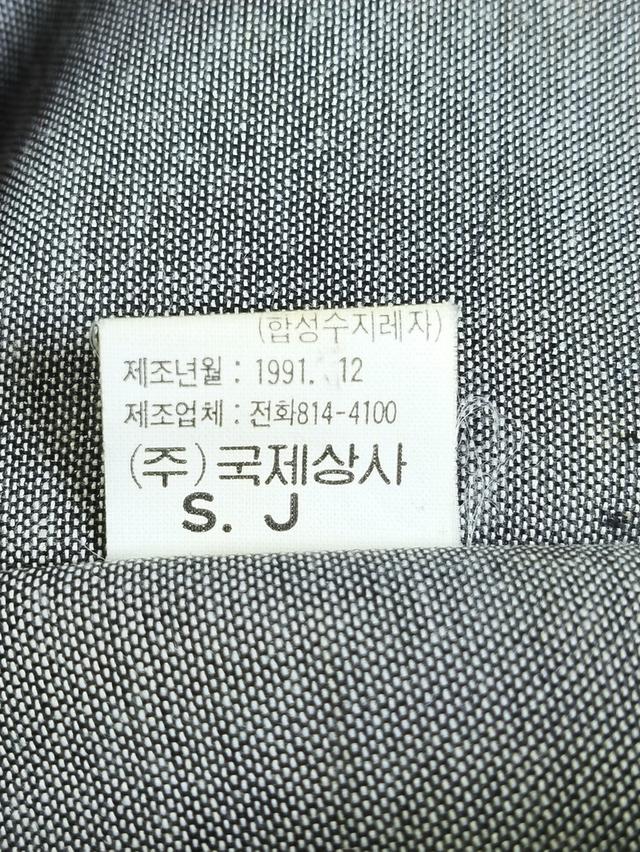 (합성수지레자)
제조년월 : 1991. 12
제조업체 : 전화814-4100
(주) 국제상사
S. J